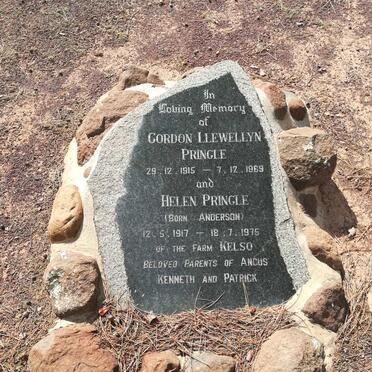 In
Loving Memory
of
GORDON LLEWELLYN
PRINGLE
29.12.1915 — 7.12.1969
and
HELEN PRINGLE
(BORN ANDERSON)
12.5.1917 — 18.7.1975
OF THE FARM KELSO
BELOVED PARENTS OF ANGUS
KENNETH AND PATRICK